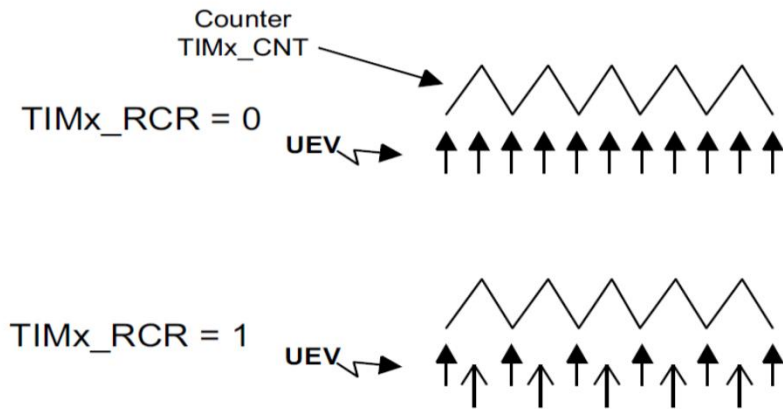 Counter
TIMx_CNT
TIMx_RCR = 0
UEV
TIMx_RCR = 1
UEV